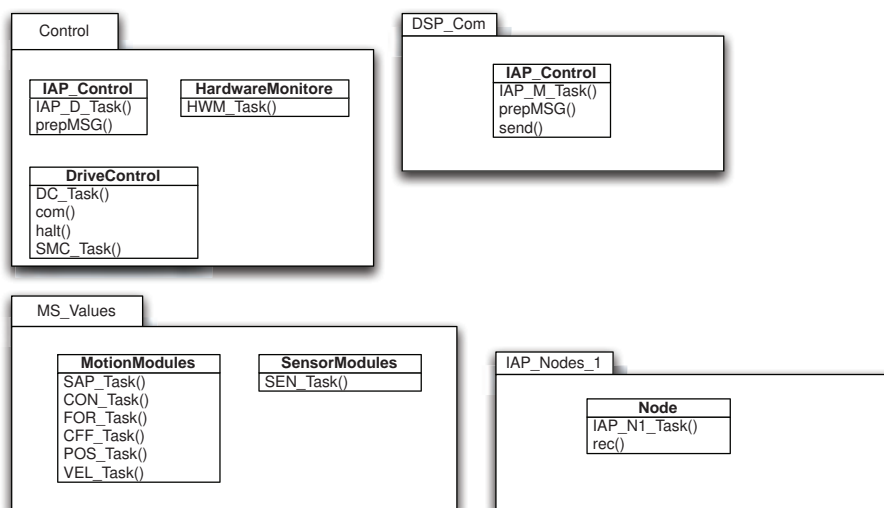 Control
IAP_Control
IAP_D_Task()
prepMSG()
HardwareMonitore
HWM_Task()
DriveControl
DC_Task()
com()
halt()
SMC_Task()
DSP_Com
IAP_Control
IAP_M_Task()
prepMSG()
send()
MS_Values
MotionModules
SAP_Task()
CON_Task()
FOR_Task()
CFF_Task()
POS_Task()
VEL_Task()
SensorModules
SEN_Task()
IAP_Nodes_1
Node
IAP_N1_Task()
rec()